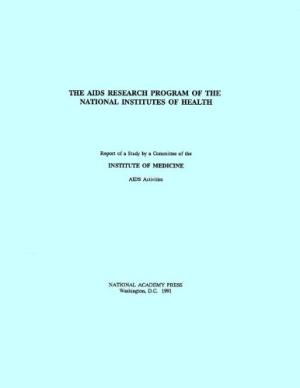 THE AIDS RESEARCH PROGRAM OF THE
NATIONAL INSTITUTES OF HEALTH
Report of a Study by a Committee of the
INSTITUTE OF MEDICINE
AIDS Activities
NATIONAL ACADEMY PRESS
Washington, D.C. 1991